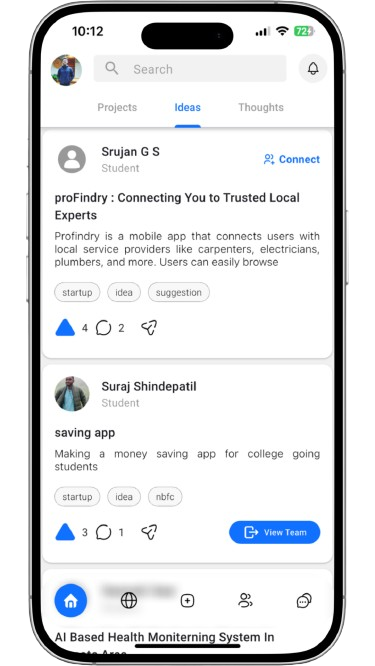 10:12
72
Search
Projects Ideas Thoughts
Srujan G S
Student
Connect
proFindry : Connecting You to Trusted Local
Experts
Profindry is a mobile app that connects users with
local service providers like carpenters, electricians,
plumbers, and more. Users can easily browse
startup idea suggestion
4 2
Suraj Shindepatil
Student
saving app
Making a money saving app for college going
students
startup idea nbfc
3 1 View Team
AI Based Health Moniterning System In